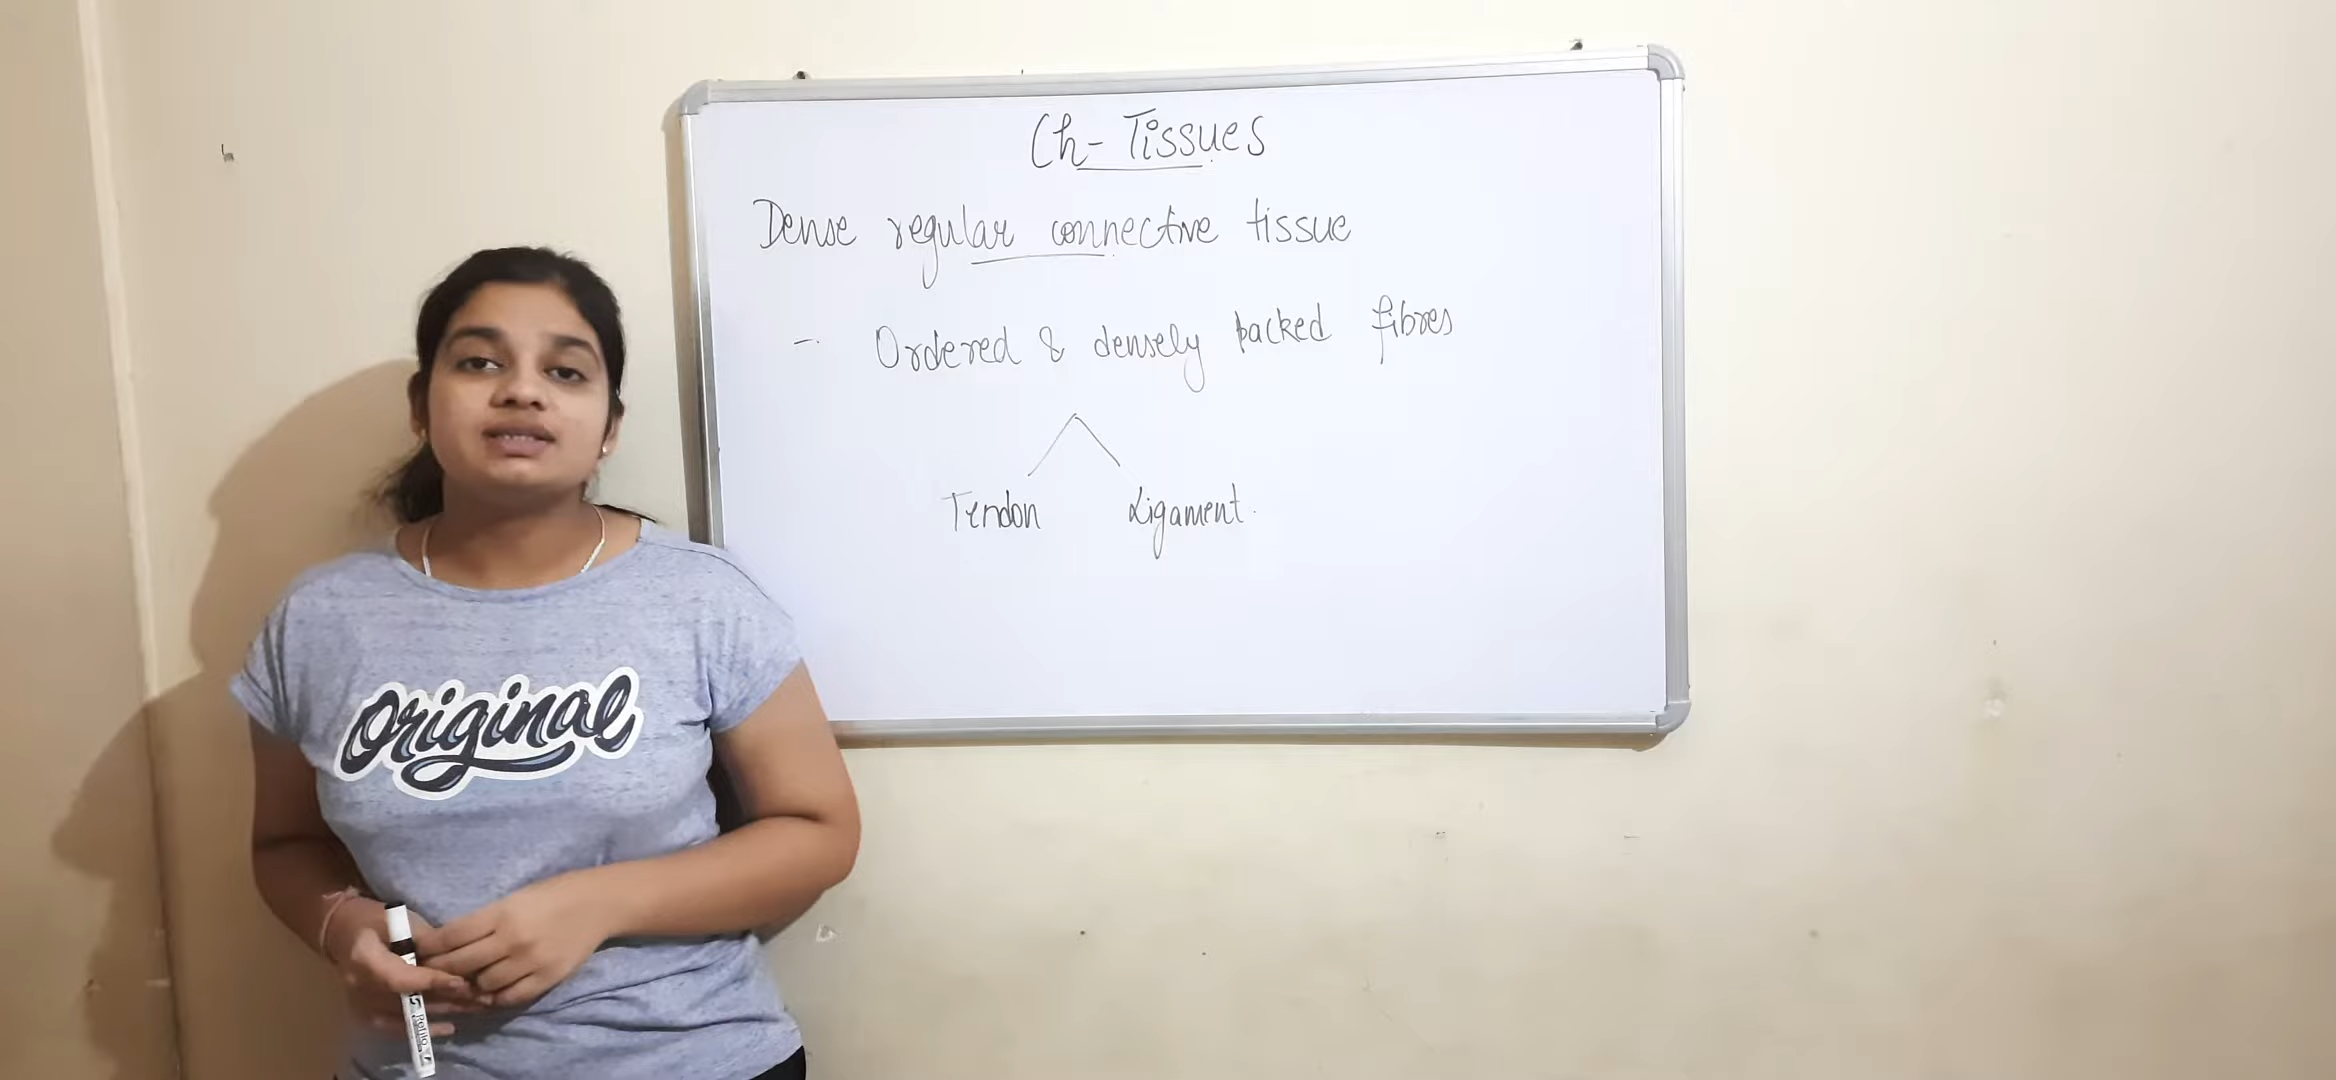 Ch- Tissues
Dense regular connective tissue
- Ordered & densely packed fibres
Tendon Ligament.
Original